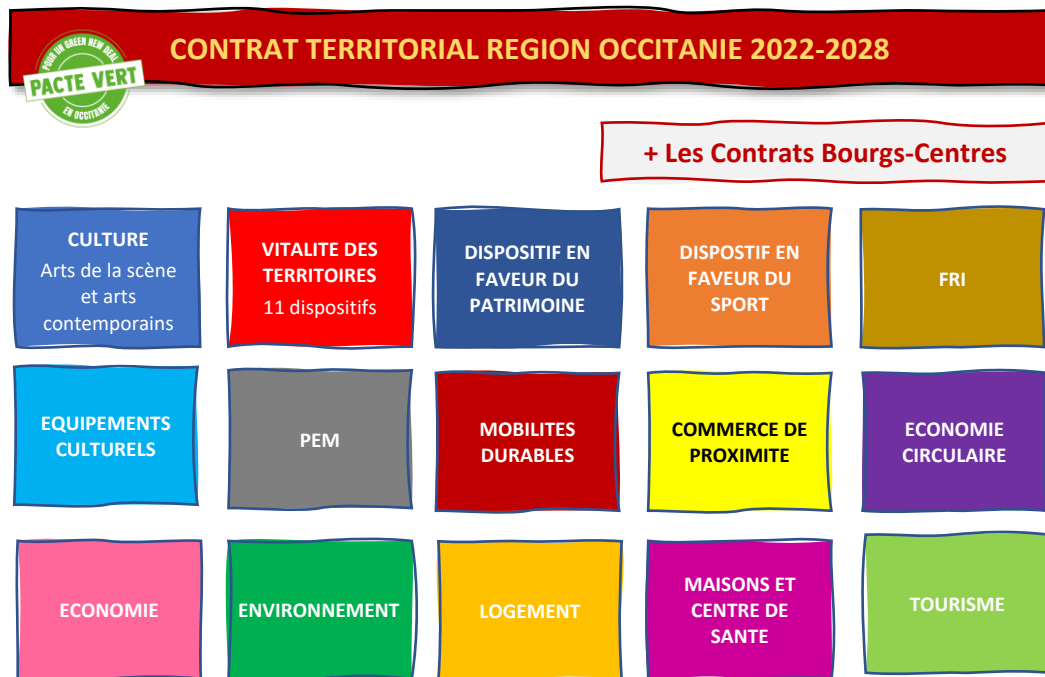 CONTRAT TERRITORIAL REGION OCCITANIE 2022-2028
POUR UN GREEN NEW DEAL
PACTE VERT
EN OCCITANIE
+ Les Contrats Bourgs-Centres
CULTURE
Arts de la scène
et arts
contemporains
VITALITE DES
TERRITOIRES
11 dispositifs
DISPOSITIF EN
FAVEUR DU
PATRIMOINE
DISPOSTIF EN
FAVEUR DU
SPORT
FRI
EQUIPEMENTS
CULTURELS
PEM
MOBILITES
DURABLES
COMMERCE DE
PROXIMITE
ECONOMIE
CIRCULAIRE
ECONOMIE
ENVIRONNEMENT
LOGEMENT
MAISONS ET
CENTRE DE
SANTE
TOURISME